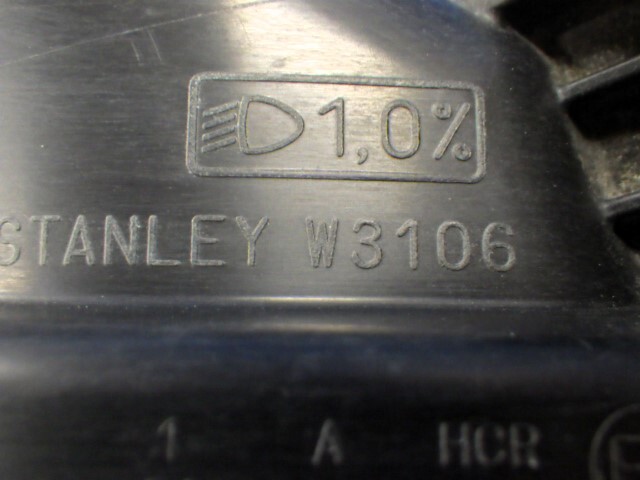 1,0%
STANLEY W3106
1 A HCR E